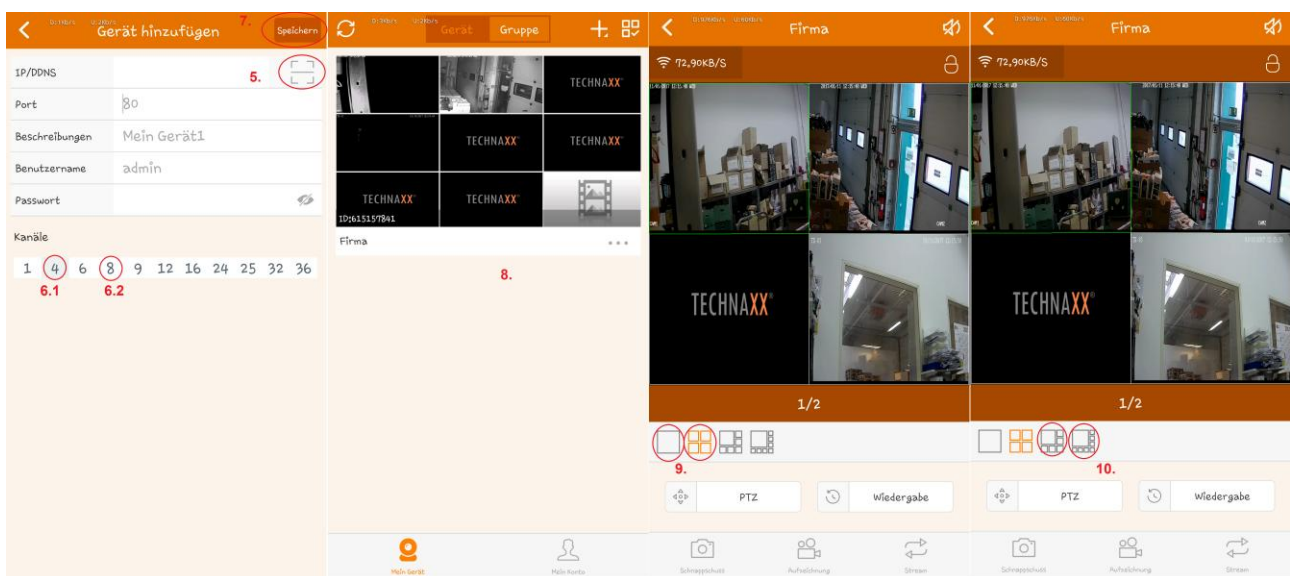 Gerät hinzufügen
7.
Speichern
IP/DDNS
5.
Port
80
Beschreibungen
Mein Gerät1
Benutzername
admin
Passwort
Kanäle
1 4 6 8 9 12 16 24 25 32 36
6.1
6.2
Gerät
Gruppe
TECHNAXX
TECHNAXX
TECHNAXX
TECHNAXX
TECHNAXX
ID:615157841
Firma
8.
Mein Gerät
Mein Konto
Firma
72,90KB/S
TECHNAXX
1/2
9.
PTZ
Wiedergabe
Schnappschuss
Aufzeichnung
Stream
Firma
72,90KB/S
TECHNAXX
1/2
10.
PTZ
Wiedergabe
Schnappschuss
Aufzeichnung
Stream